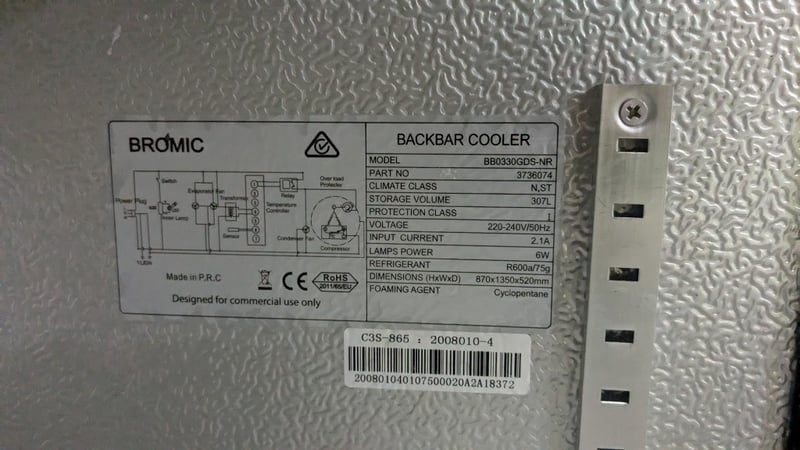 BROMIC
Switch
Evaporator Fan
Transformer
Relay
Temperature
Controller
Over load
Protector
Power Plug
Sensor
Condenser Fan
Compressor
Made in P.R.C
CE
RoHS
2011/65/EU
Designed for commercial use only
BACKBAR COOLER
MODEL BB0330GDS-NR
PART NO 3736074
CLIMATE CLASS N,ST
STORAGE VOLUME 307L
PROTECTION CLASS I
VOLTAGE 220-240V/50Hz
INPUT CURRENT 2.1A
LAMPS POWER 6W
REFRIGERANT R600a/75g
DIMENSIONS (HxWxD) 870x1350x520mm
FOAMING AGENT Cyclopentane
C3S-865 : 2008010-4
200801040107500020A2A18372